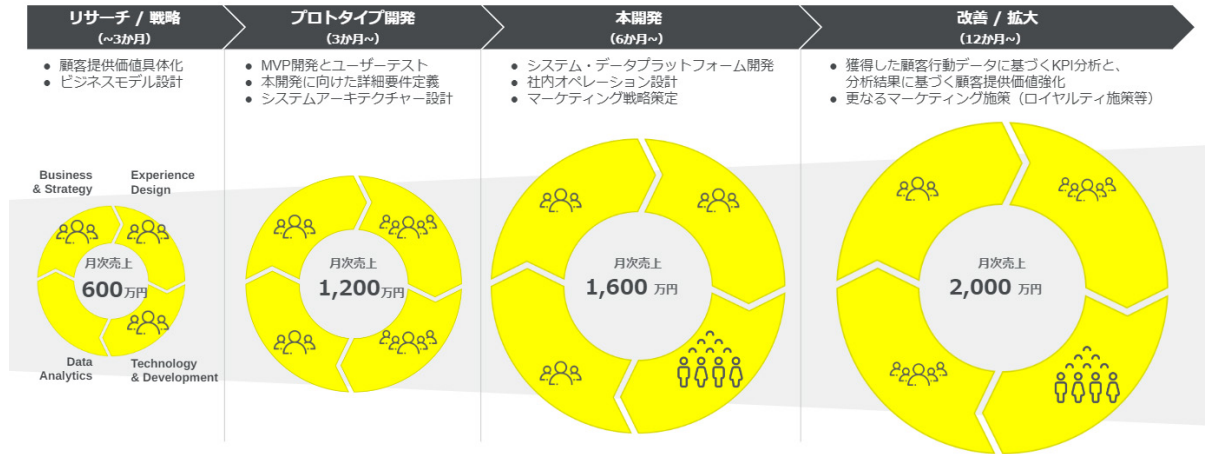 リサーチ / 戦略
(~3か月)
プロトタイプ開発
(3か月~)
本開発
(6か月~)
改善 / 拡大
(12か月~)
● 顧客提供価値具体化
● ビジネスモデル設計
● MVP開発とユーザーテスト
● 本開発に向けた詳細要件定義
● システムアーキテクチャー設計
● システム・データプラットフォーム開発
● 社内オペレーション設計
● マーケティング戦略策定
● 獲得した顧客行動データに基づくKPI分析と、
分析結果に基づく顧客提供価値強化
● 更なるマーケティング施策（ロイヤルティ施策等）
Business
& Strategy
Experience
Design
月次売上
600万円
Data
Analytics
Technology
& Development
月次売上
1,200万円
月次売上
1,600 万円
月次売上
2,000 万円